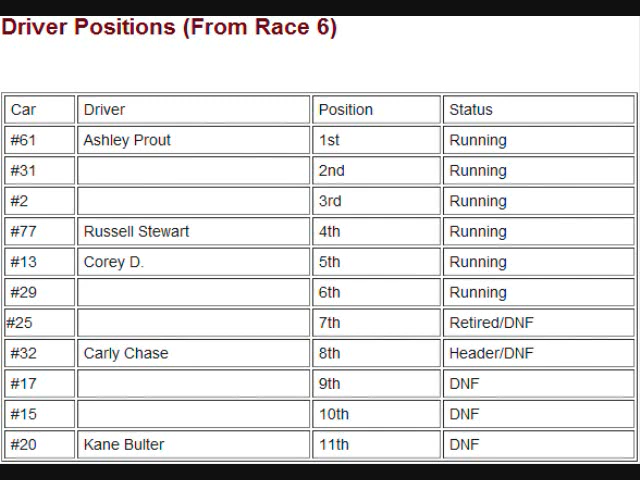 Driver Positions (From Race 6)
Car Driver Position Status
#61 Ashley Prout 1st Running
#31 2nd Running
#2 3rd Running
#77 Russell Stewart 4th Running
#13 Corey D. 5th Running
#29 6th Running
#25 7th Retired/DNF
#32 Carly Chase 8th Header/DNF
#17 9th DNF
#15 10th DNF
#20 Kane Bulter 11th DNF